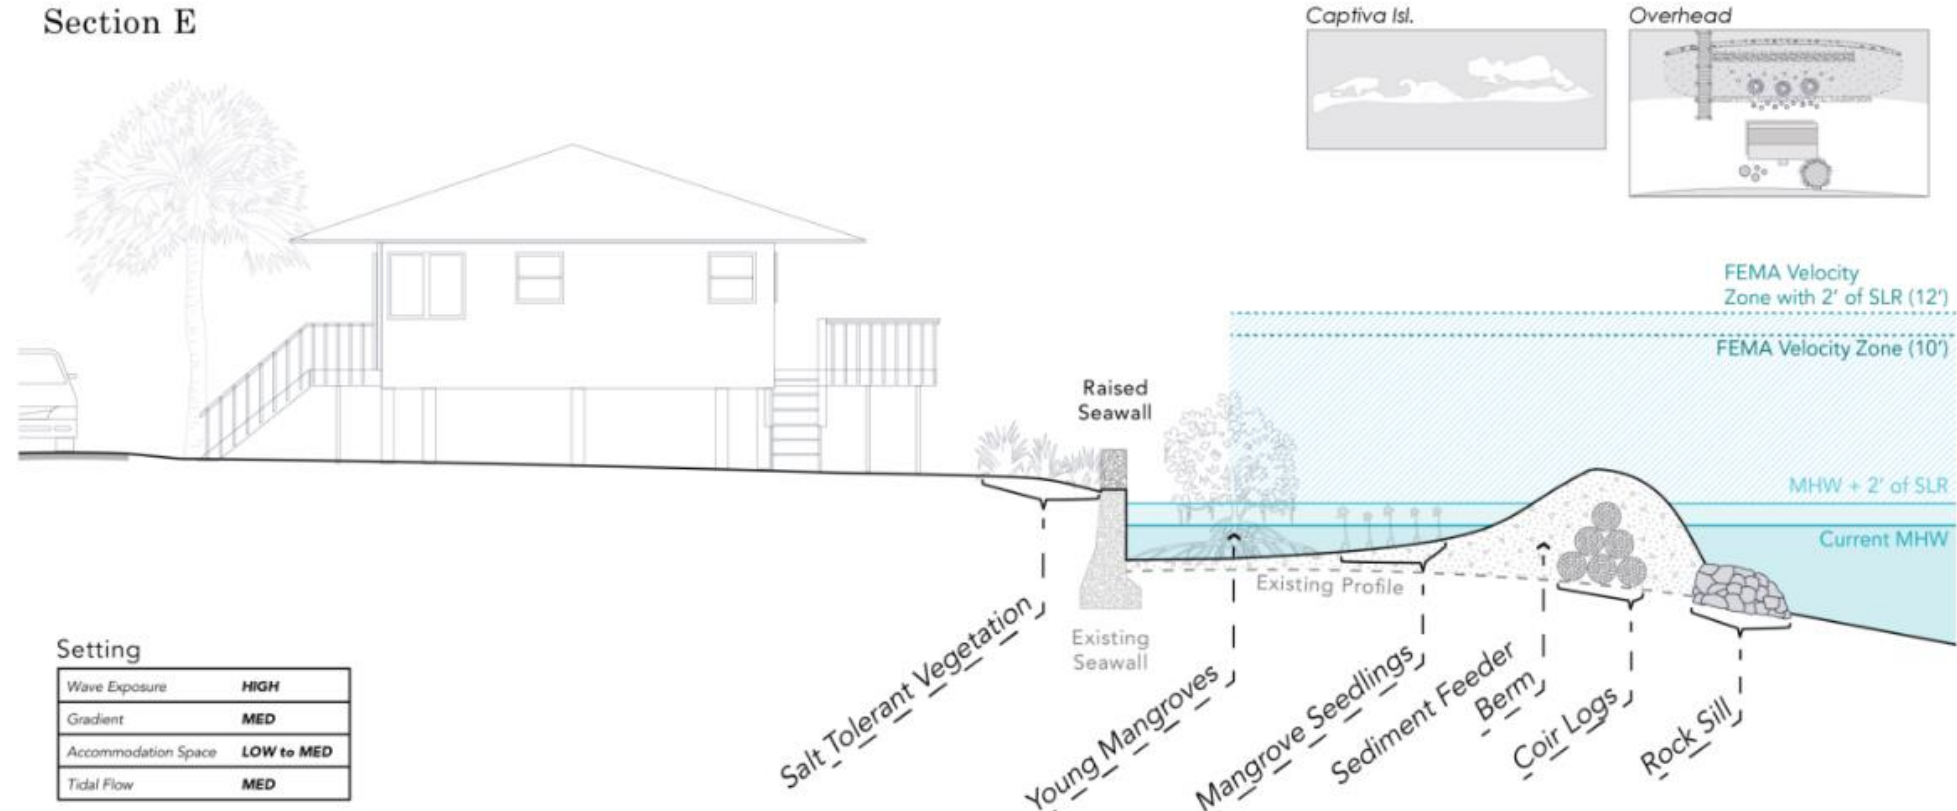 Section E
Captiva Isl.
Overhead
FEMA Velocity
Zone with 2' of SLR (12')
FEMA Velocity Zone (10')
Raised
Seawall
MHW + 2' of SLR
Current MHW
Existing Profile
Existing
Seawall
Salt Tolerant Vegetation
Young Mangroves
Mangrove Seedlings
Sediment Feeder
Berm
Coir Logs
Rock Sill
Setting
Wave Exposure HIGH
Gradient MED
Accommodation Space LOW to MED
Tidal Flow MED